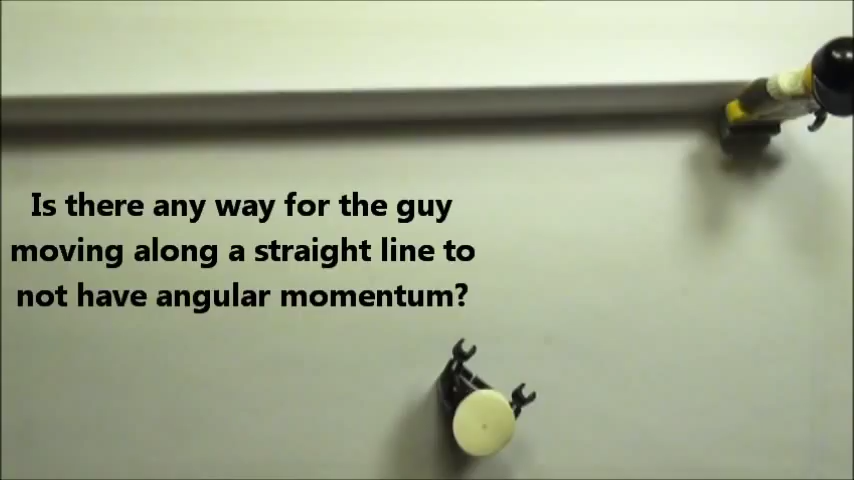 Is there any way for the guy
moving along a straight line to
not have angular momentum?